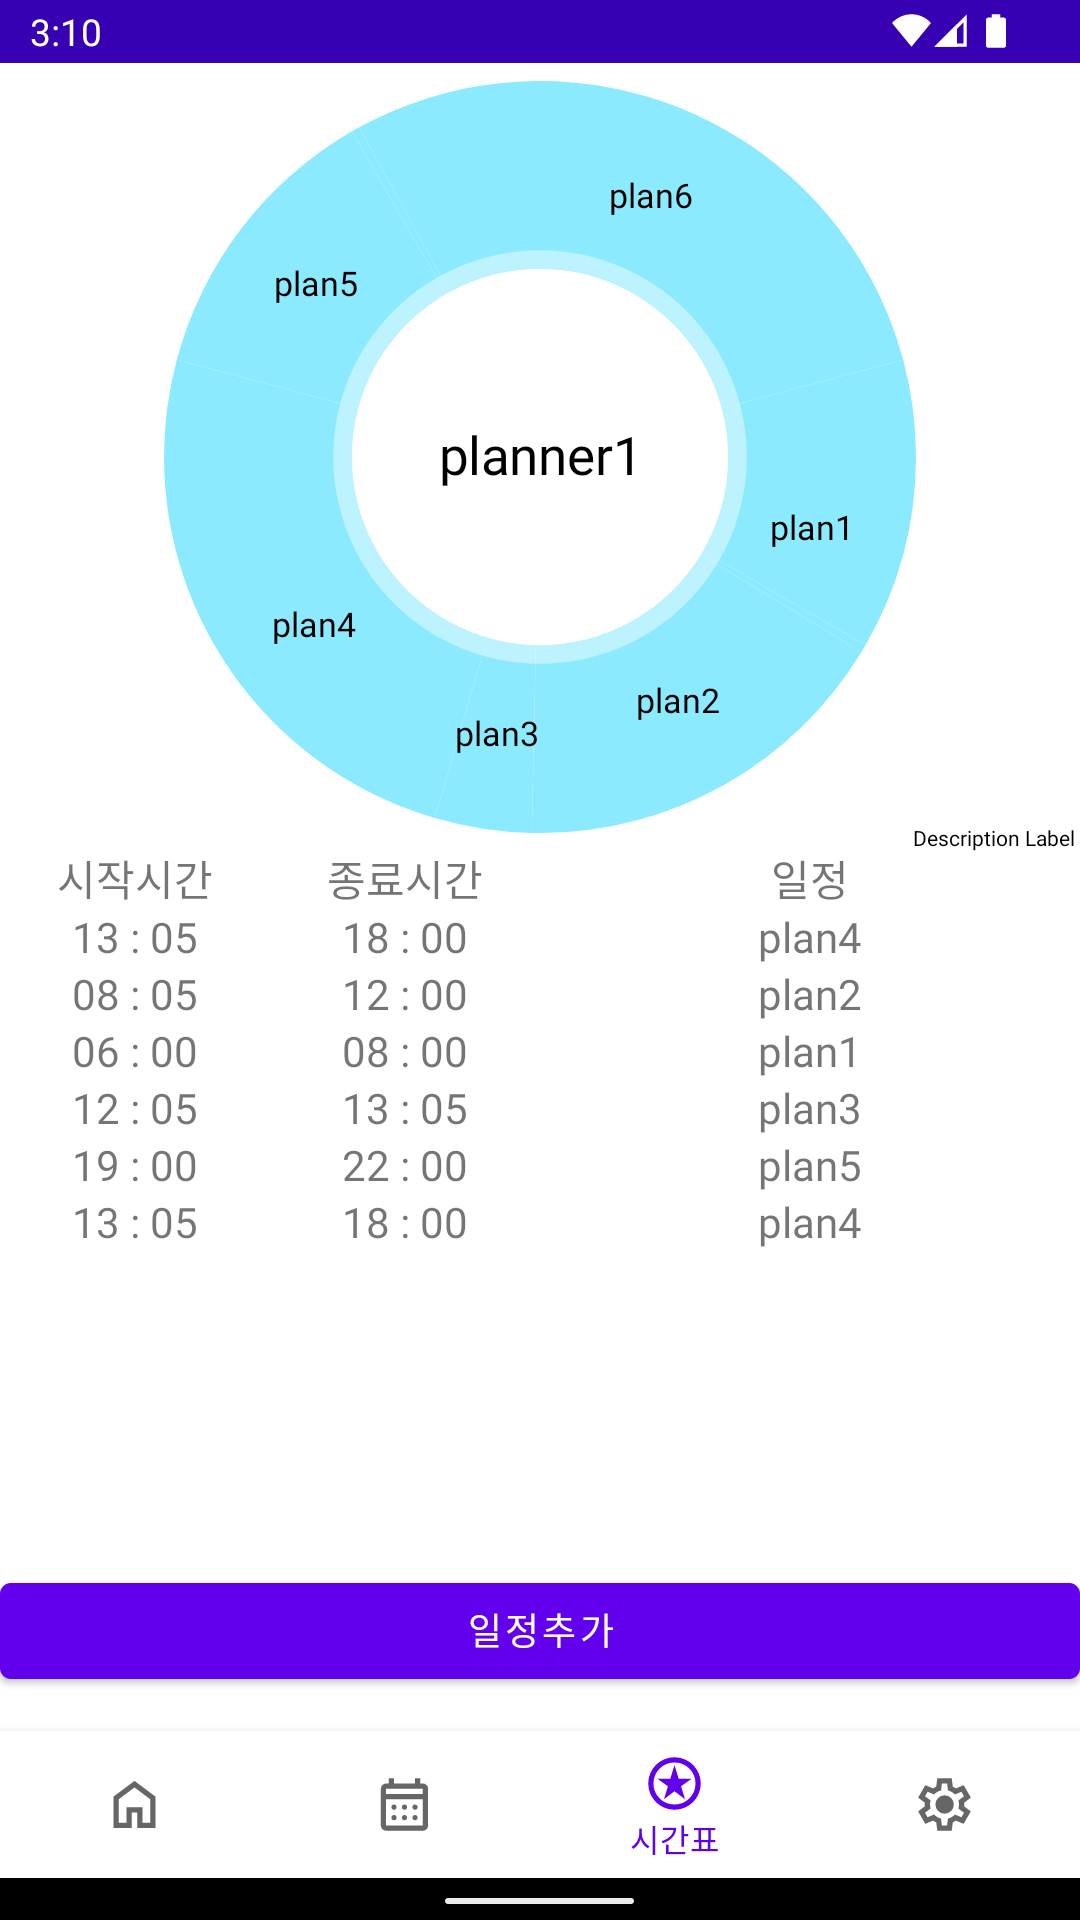 3:10
plan6
plan5
planner1
plan1
plan4
plan2
plan3
Description Label
시작시간 종료시간 일정
13 : 05 18 : 00 plan4
08 : 05 12 : 00 plan2
06 : 00 08 : 00 plan1
12 : 05 13 : 05 plan3
19 : 00 22 : 00 plan5
13 : 05 18 : 00 plan4
일정추가
시간표